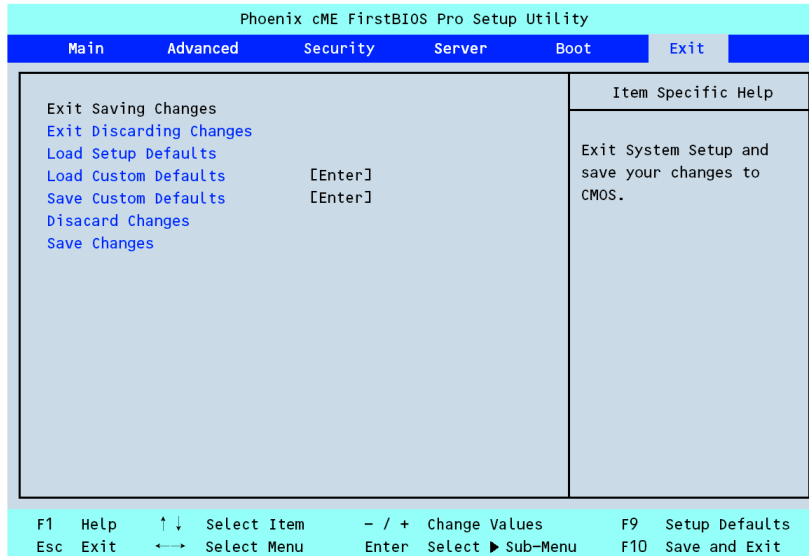 Phoenix cME FirstBIOS Pro Setup Utility
Main Advanced Security Server Boot Exit
Exit Saving Changes
Exit Discarding Changes
Load Setup Defaults
Load Custom Defaults [Enter]
Save Custom Defaults [Enter]
Disacard Changes
Save Changes
Item Specific Help
Exit System Setup and
save your changes to
CMOS.
F1 Help ↑↓ Select Item - / + Change Values F9 Setup Defaults
Esc Exit ←→ Select Menu Enter Select ▶ Sub-Menu F10 Save and Exit